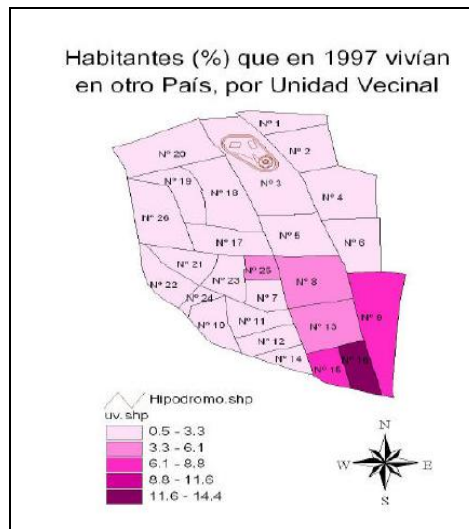 Habitantes (%) que en 1997 vivían
en otro País, por Unidad Vecinal
Nº 1
Nº 2
Nº 20
Nº 19
Nº 18
Nº 3
Nº 4
Nº 26
Nº 5
Nº 6
Nº 17
Nº 21
Nº 25
Nº 22
Nº 23
Nº 8
Nº 24
Nº 7
Nº 9
Nº 10
Nº 11
Nº 13
Nº 12
Nº 14
Nº 15
Nº 16
Hipodromo.shp
uv.shp
0.5 - 3.3
3.3 - 6.1
6.1 - 8.8
8.8 - 11.6
11.6 - 14.4
N
W
E
S